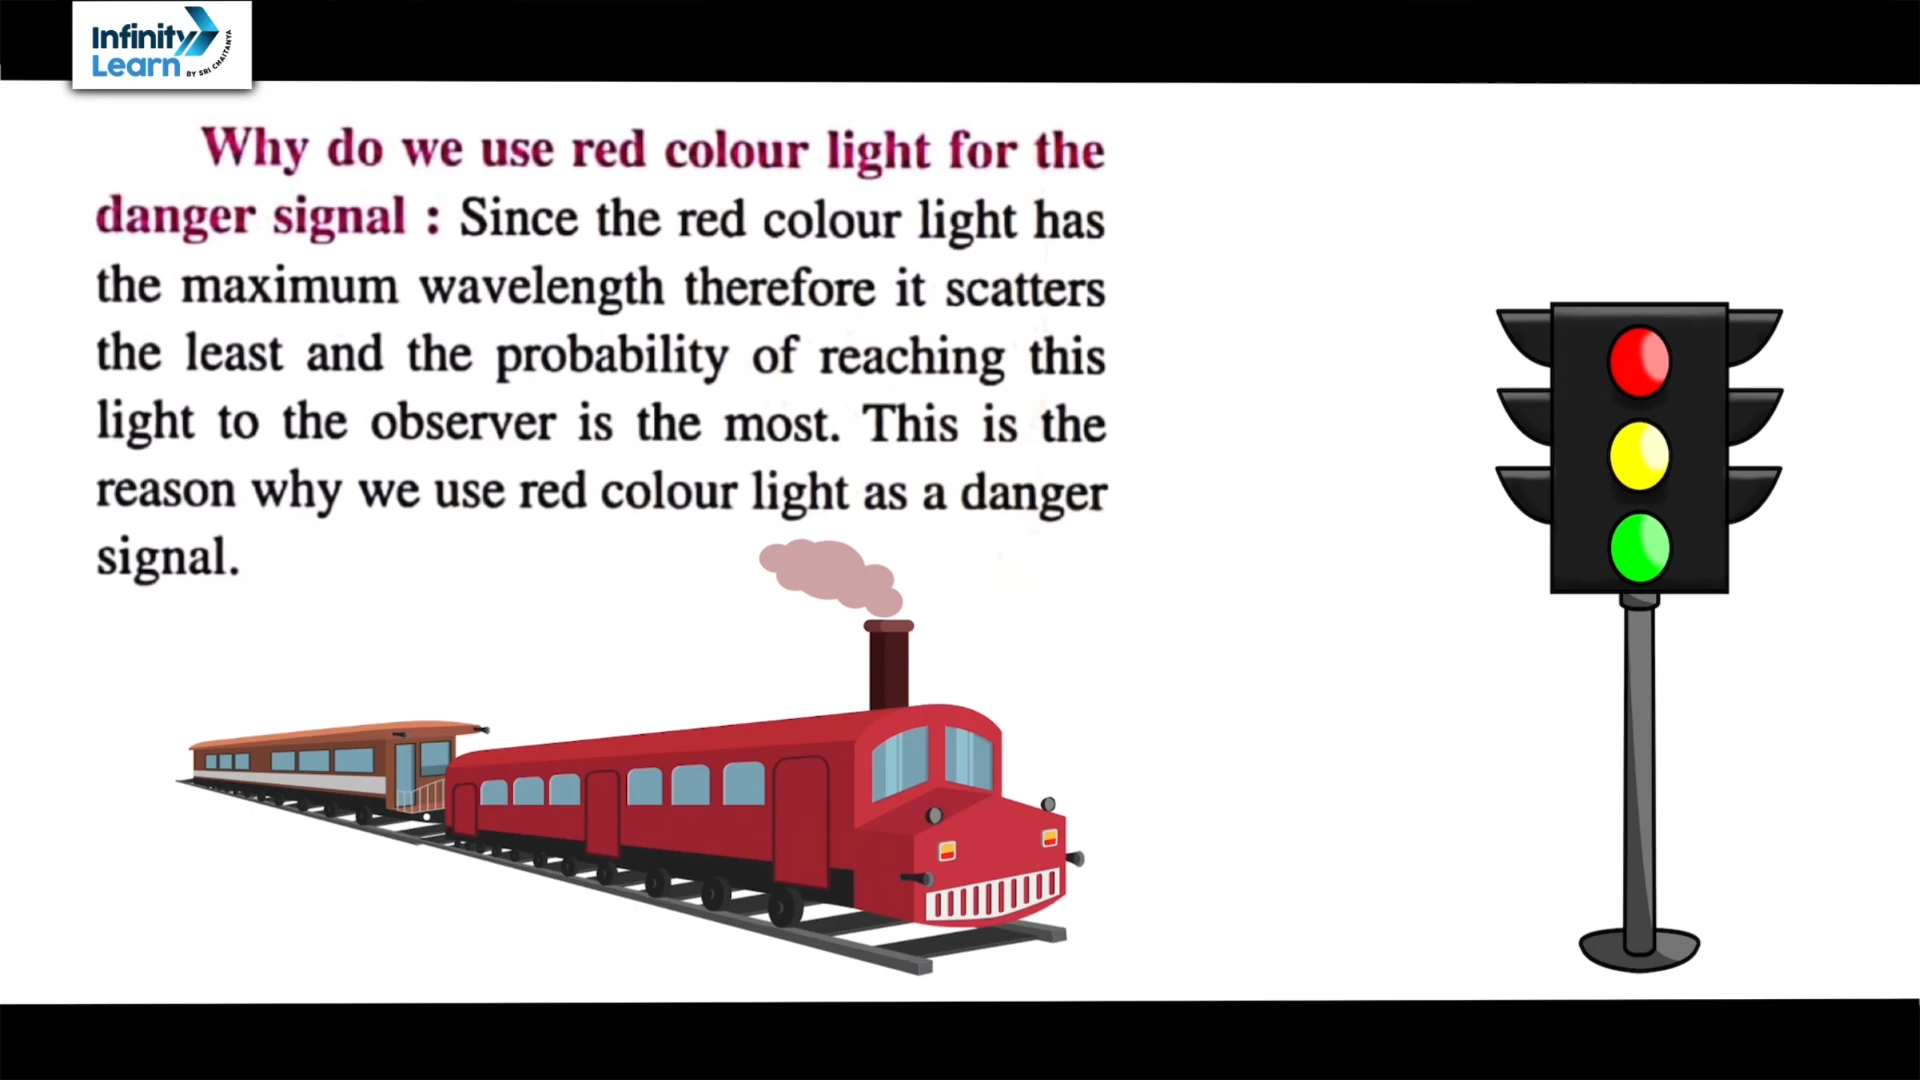 Infinity
Learn
BY SRI CHAITANYA
Why do we use red colour light for the
danger signal : Since the red colour light has
the maximum wavelength therefore it scatters
the least and the probability of reaching this
light to the observer is the most. This is the
reason why we use red colour light as a danger
signal.